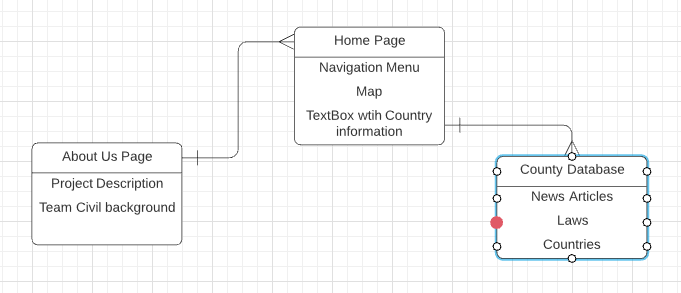 Home Page
Navigation Menu
Map
TextBox wtih Country
information
About Us Page
Project Description
Team Civil background
County Database
News Articles
Laws
Countries